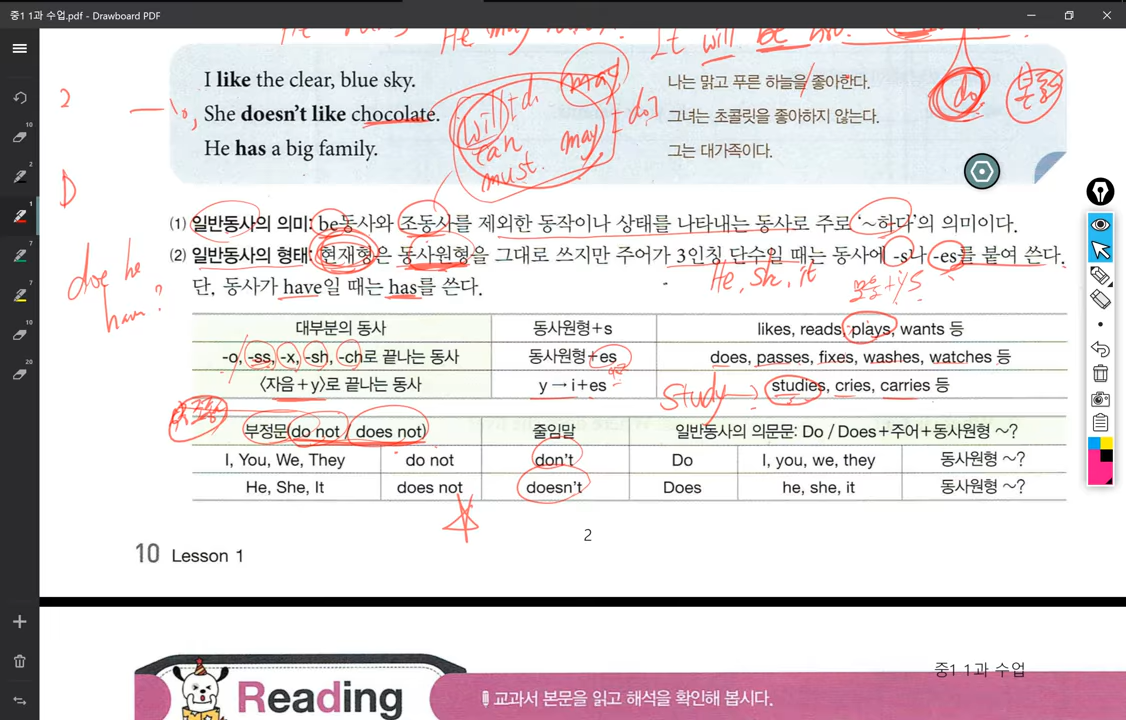 중1 1과 수업.pdf - Drawboard PDF
It will be
I like the clear, blue sky. 나는 맑고 푸른 하늘을 좋아한다.
She doesn't like chocolate. 그녀는 초콜릿을 좋아하지 않는다.
He has a big family. 그는 대가족이다.
will + do may
can may
must
do
2
D
(1) 일반동사의 의미: be동사와 조동사를 제외한 동작이나 상태를 나타내는 동사로 주로 '~하다'의 의미이다.
(2) 일반동사의 형태: 현재형은 동사원형을 그대로 쓰지만 주어가 3인칭 단수일 때는 동사에 -s나 -es를 붙여 쓴다.
단, 동사가 have일 때는 has를 쓴다.
He, She, it
모음+y s
doe he
have?
대부분의 동사 동사원형+s likes, reads, plays, wants 등
-o, -ss, -x, -sh, -ch로 끝나는 동사 동사원형+es does, passes, fixes, washes, watches 등
〈자음+y〉로 끝나는 동사 y → i+es studies, cries, carries 등
study →
부정문(do not / does not) 줄임말 일반동사의 의문문: Do / Does+주어+동사원형 ~?
I, You, We, They do not don't Do I, you, we, they 동사원형 ~?
He, She, It does not doesn't Does he, she, it 동사원형 ~?
2
10 Lesson 1
중1 1과 수업
Reading
교과서 본문을 읽고 해석을 확인해 봅시다.